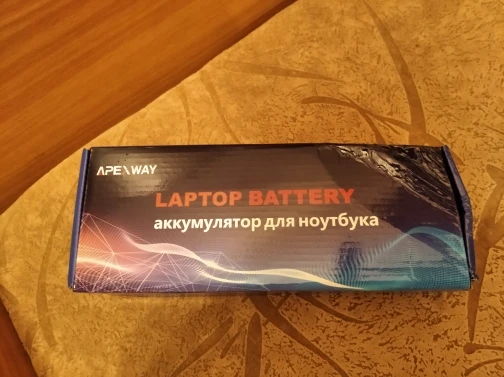 APEXWAY
LAPTOP BATTERY
аккумулятор для ноутбука